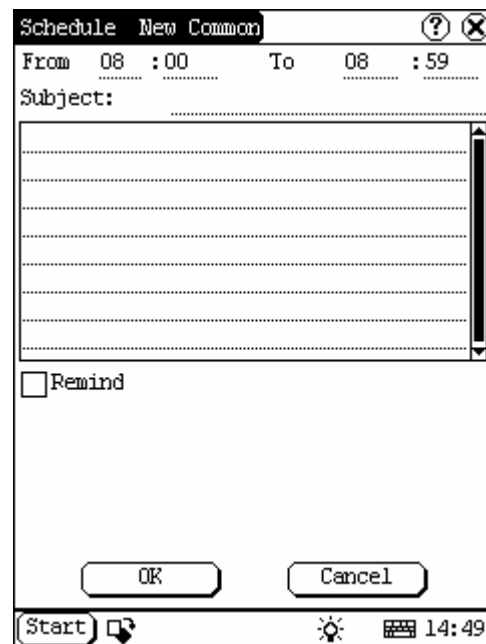 Schedule New Common ?
From 08 :00 To 08 :59
Subject:
Remind
OK Cancel
Start 14:49